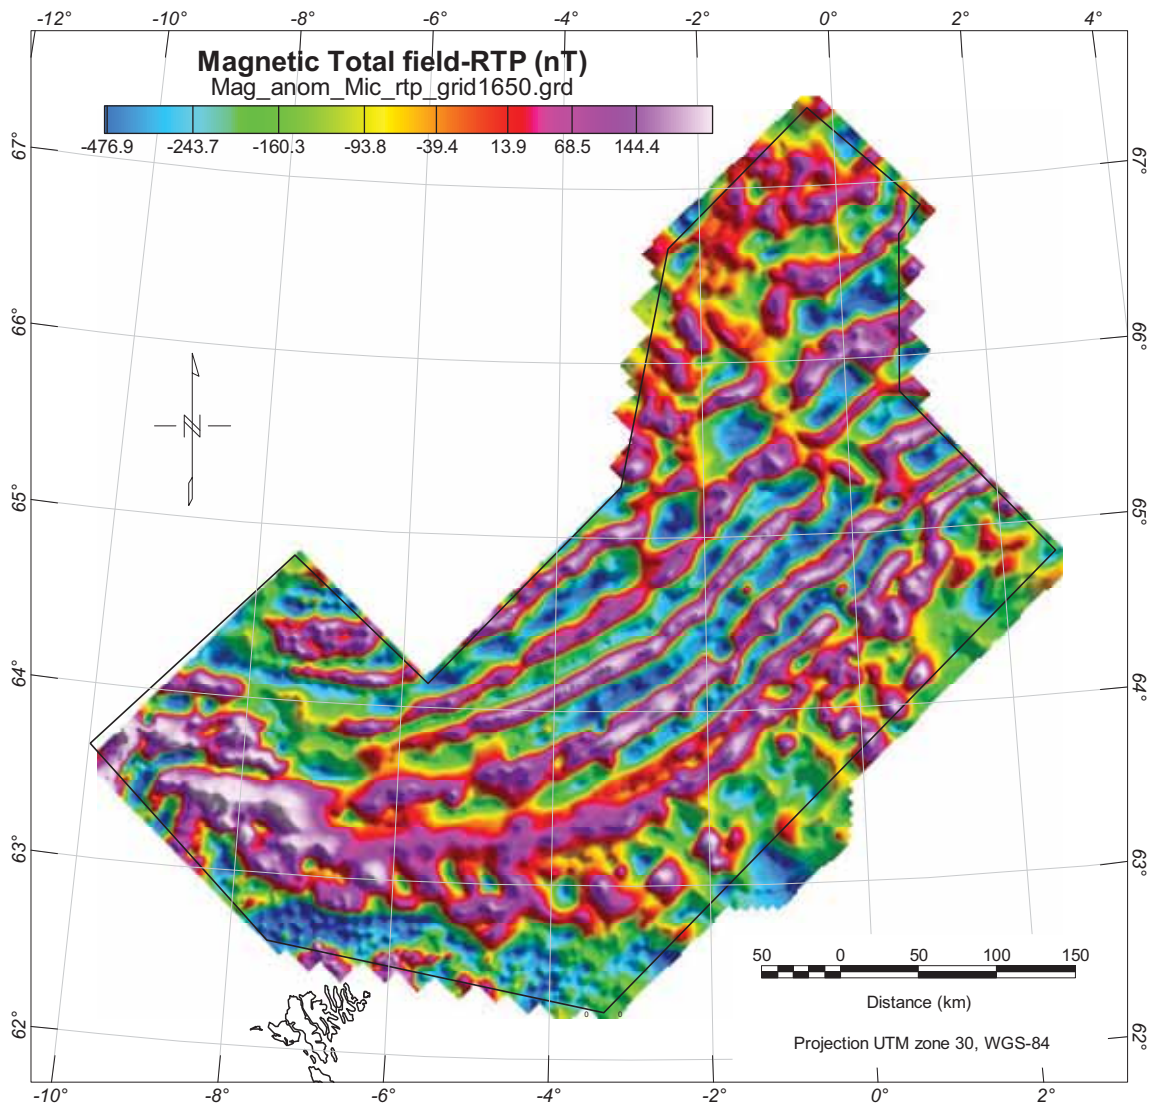 -12° -10° -8° -6° -4° -2° 0° 2° 4°
Magnetic Total field-RTP (nT)
Mag_anom_Mic_rtp_grid1650.grd
-476.9 -243.7 -160.3 -93.8 -39.4 13.9 68.5 144.4
67° 67°
66° 66°
N
65° 65°
64° 64°
63° 63°
50 0 50 100 150
Distance (km)
0 0
62° 62°
Projection UTM zone 30, WGS-84
-10° -8° -6° -4° -2° 0° 2°